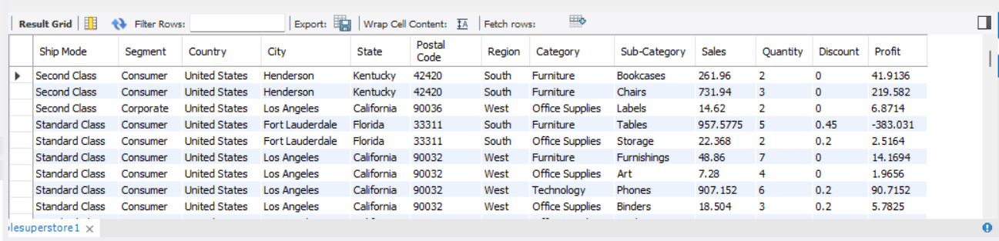 Result Grid Filter Rows: Export: Wrap Cell Content: Fetch rows:
Ship Mode Segment Country City State Postal Code Region Category Sub-Category Sales Quantity Discount Profit
Second Class Consumer United States Henderson Kentucky 42420 South Furniture Bookcases 261.96 2 0 41.9136
Second Class Consumer United States Henderson Kentucky 42420 South Furniture Chairs 731.94 3 0 219.582
Second Class Corporate United States Los Angeles California 90036 West Office Supplies Labels 14.62 2 0 6.8714
Standard Class Consumer United States Fort Lauderdale Florida 33311 South Furniture Tables 957.5775 5 0.45 -383.031
Standard Class Consumer United States Fort Lauderdale Florida 33311 South Office Supplies Storage 22.368 2 0.2 2.5164
Standard Class Consumer United States Los Angeles California 90032 West Furniture Furnishings 48.86 7 0 14.1694
Standard Class Consumer United States Los Angeles California 90032 West Office Supplies Art 7.28 4 0 1.9656
Standard Class Consumer United States Los Angeles California 90032 West Technology Phones 907.152 6 0.2 90.7152
Standard Class Consumer United States Los Angeles California 90032 West Office Supplies Binders 18.504 3 0.2 5.7825
lesuperstore1